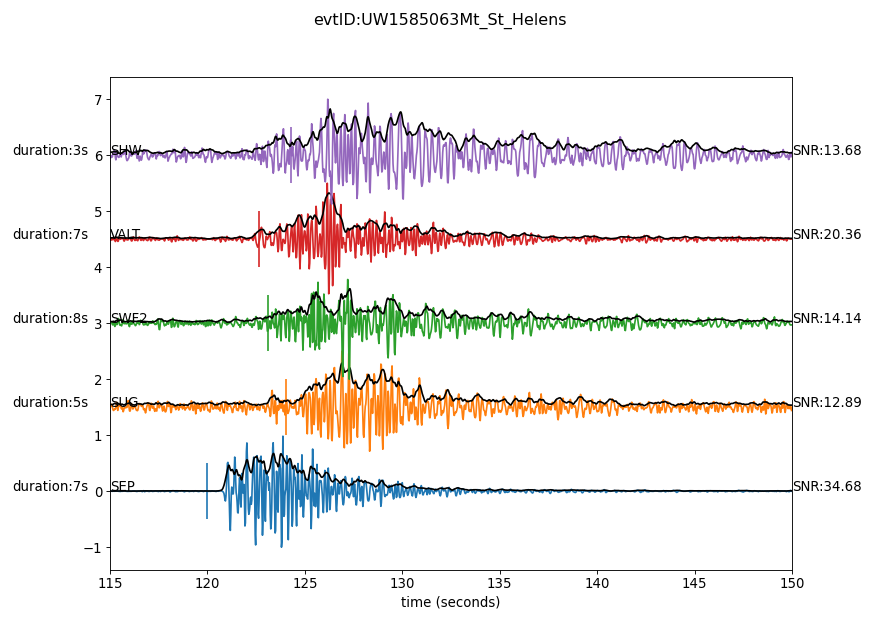 evtID:UW1585063Mt_St_Helens
7
duration:3s SHW SNR:13.68
6
5
duration:7s VALT SNR:20.36
4
duration:8s SWF2 SNR:14.14
3
2
duration:5s SUG SNR:12.89
1
duration:7s SEP SNR:34.68
0
−1
115 120 125 130 135 140 145 150
time (seconds)